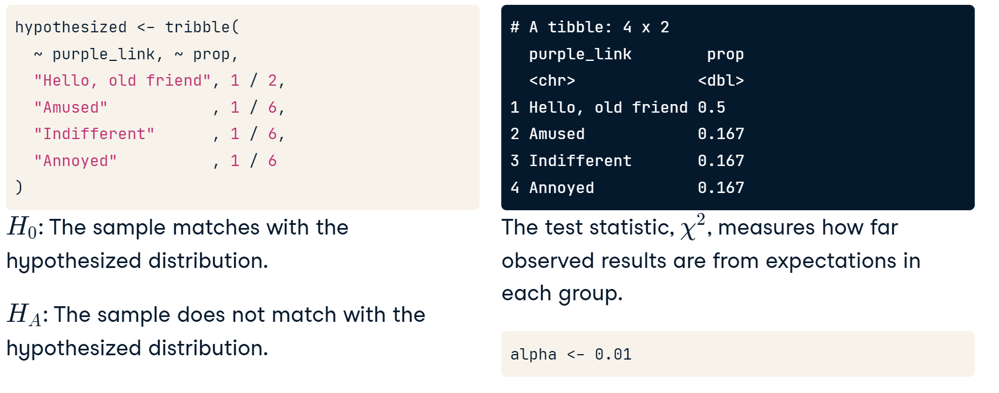 hypothesized <- tribble(
  ~ purple_link, ~ prop,
  "Hello, old friend", 1 / 2,
  "Amused"           , 1 / 6,
  "Indifferent"      , 1 / 6,
  "Annoyed"          , 1 / 6
)
H₀: The sample matches with the
hypothesized distribution.
H_A: The sample does not match with the
hypothesized distribution.
# A tibble: 4 x 2
  purple_link        prop
  <chr>             <dbl>
1 Hello, old friend 0.5
2 Amused            0.167
3 Indifferent       0.167
4 Annoyed           0.167
The test statistic, χ², measures how far
observed results are from expectations in
each group.
alpha <- 0.01